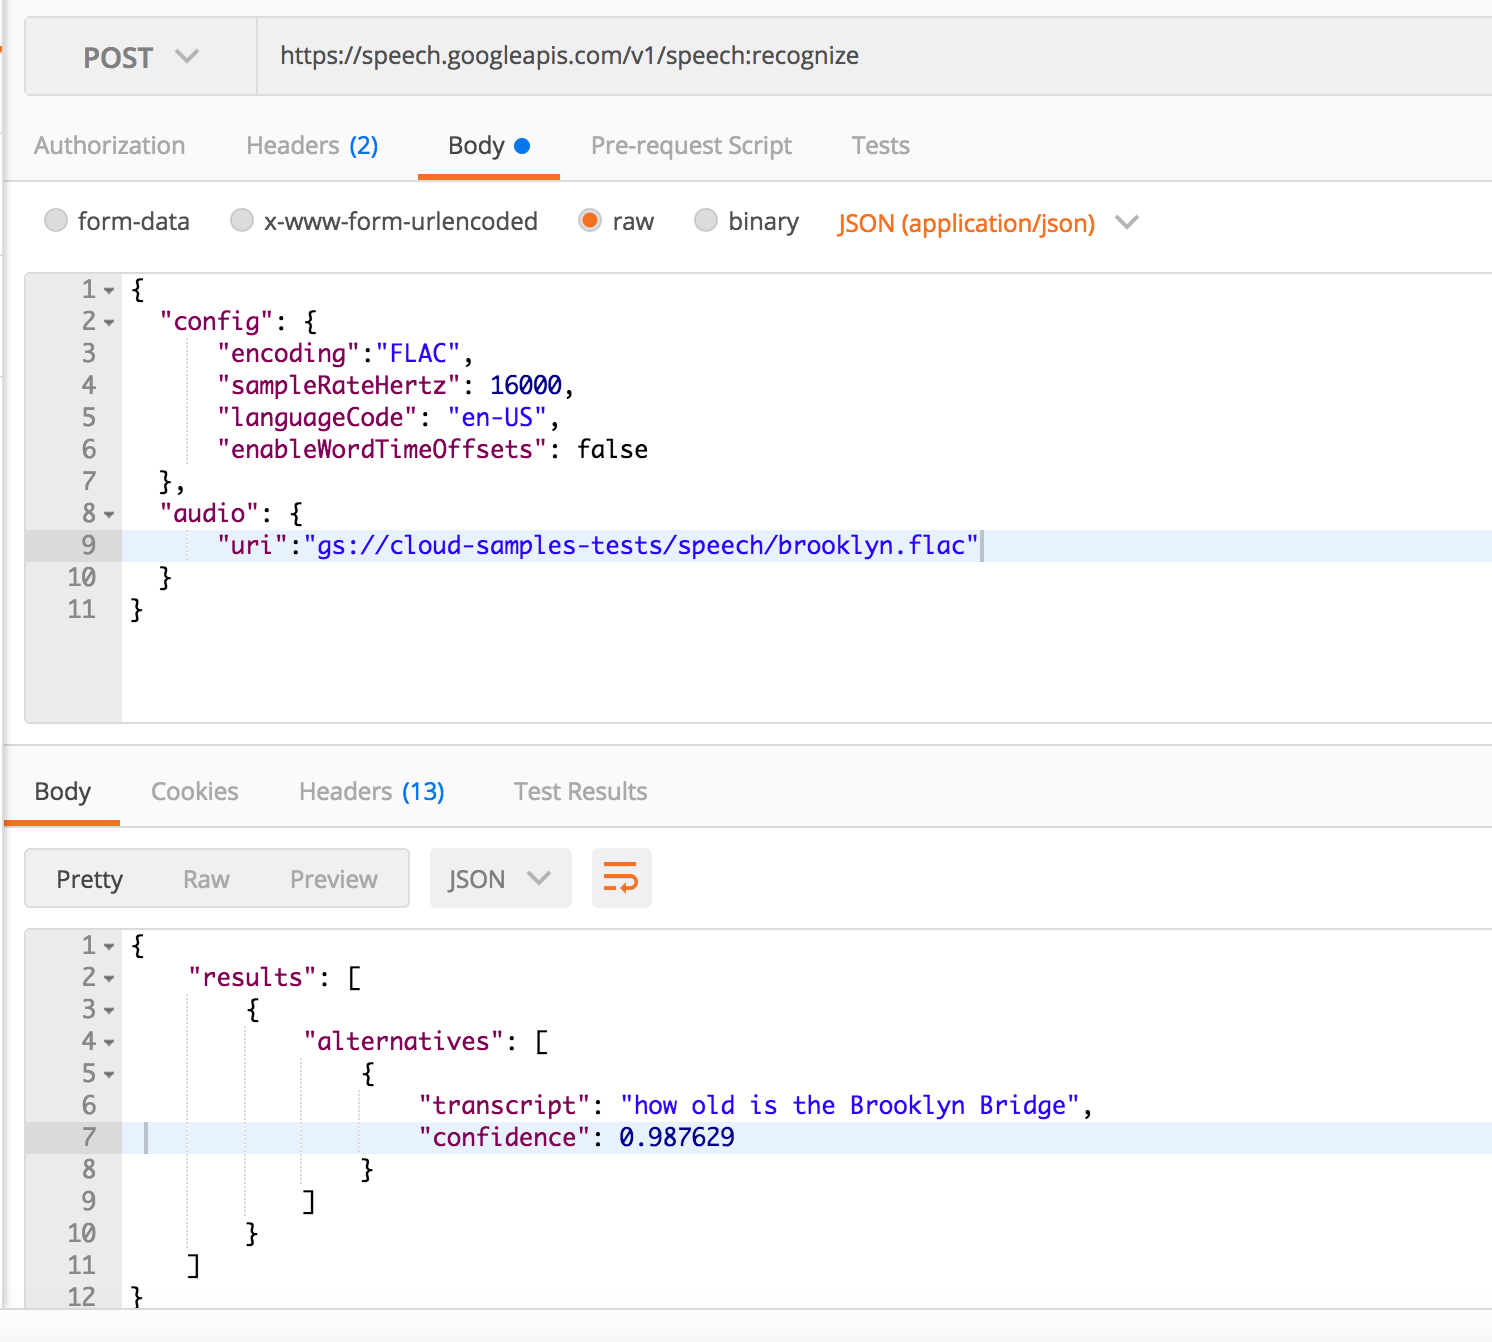 POST https://speech.googleapis.com/v1/speech:recognize
Authorization Headers (2) Body Pre-request Script Tests
form-data x-www-form-urlencoded raw binary JSON (application/json)
1 {
2 "config": {
3 "encoding":"FLAC",
4 "sampleRateHertz": 16000,
5 "languageCode": "en-US",
6 "enableWordTimeOffsets": false
7 },
8 "audio": {
9 "uri":"gs://cloud-samples-tests/speech/brooklyn.flac"
10 }
11 }
Body Cookies Headers (13) Test Results
Pretty Raw Preview JSON
1 {
2 "results": [
3 {
4 "alternatives": [
5 {
6 "transcript": "how old is the Brooklyn Bridge",
7 "confidence": 0.987629
8 }
9 ]
10 }
11 ]
12 }